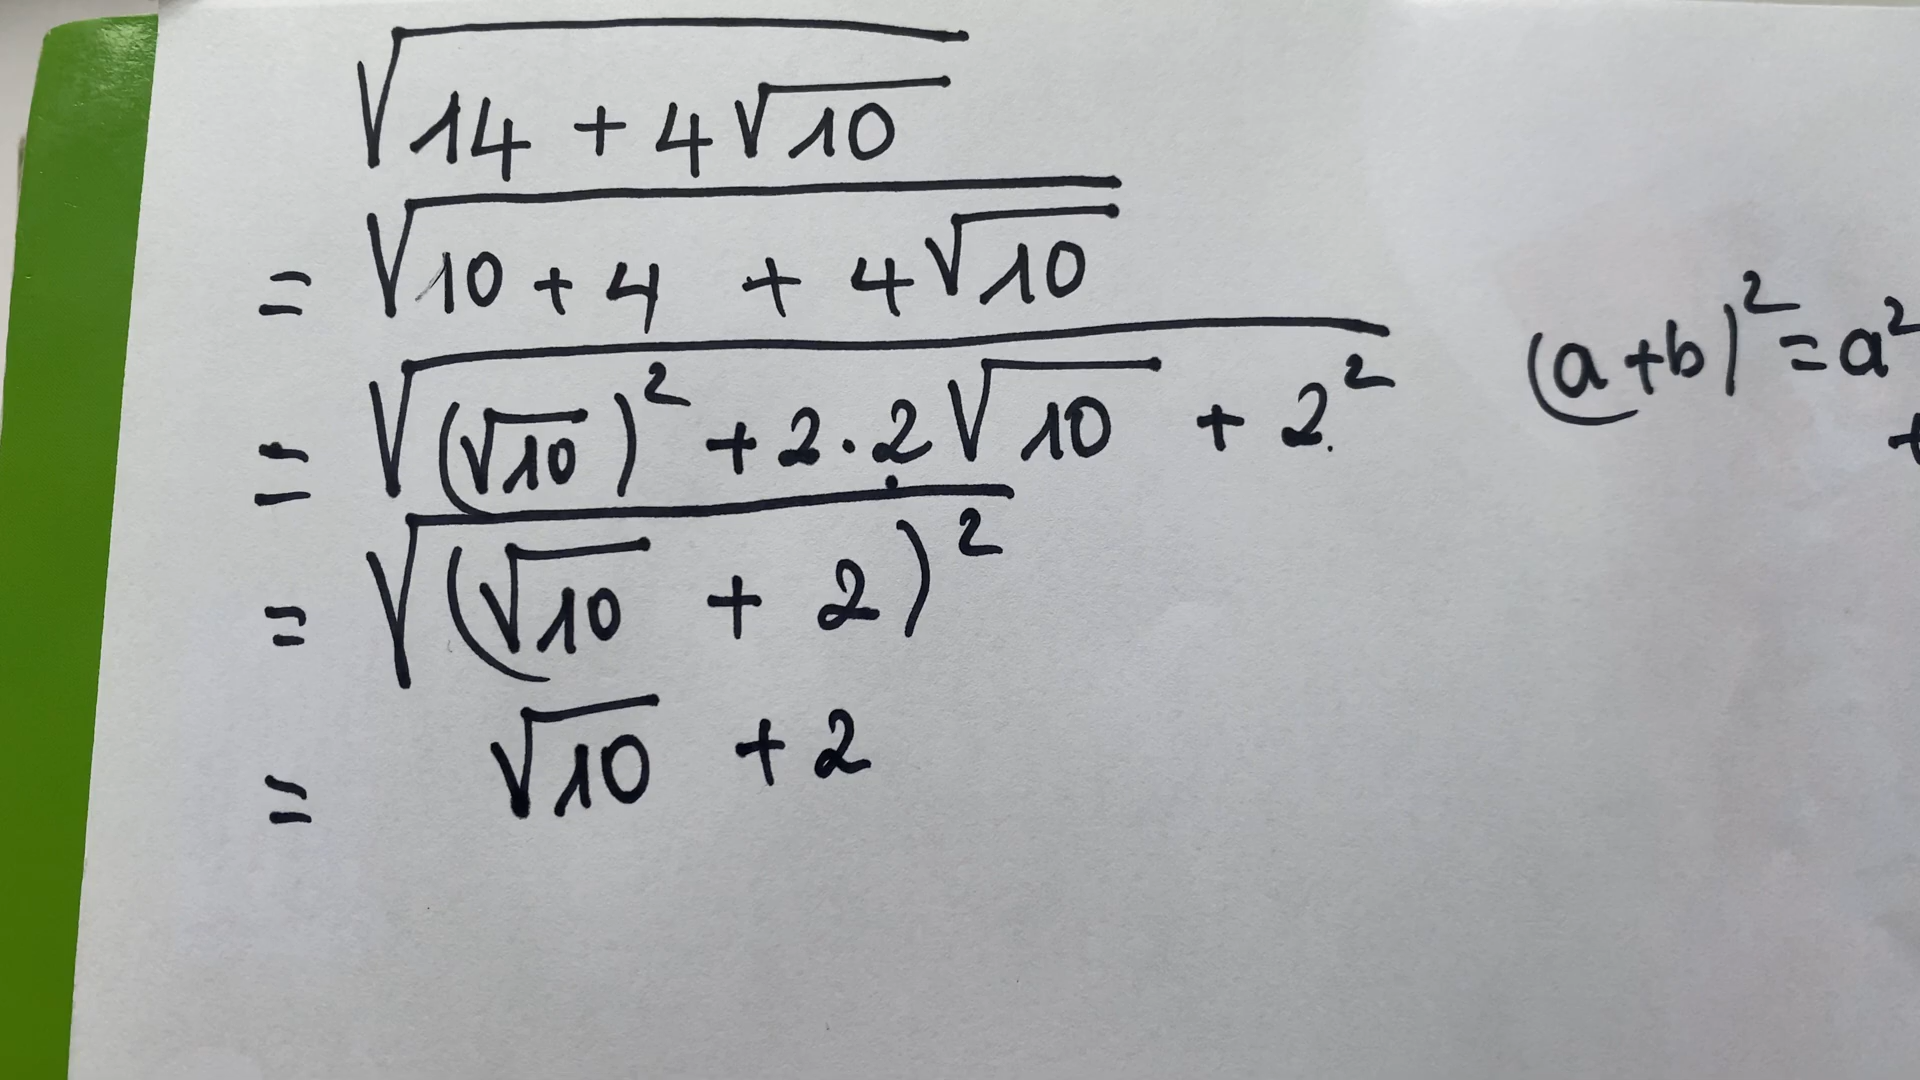 √(14 + 4√10)
= √(10 + 4 + 4√10)
= √((√10)² + 2·2√10 + 2²)
(a+b)² = a²
+
= √((√10 + 2)²)
= √10 + 2